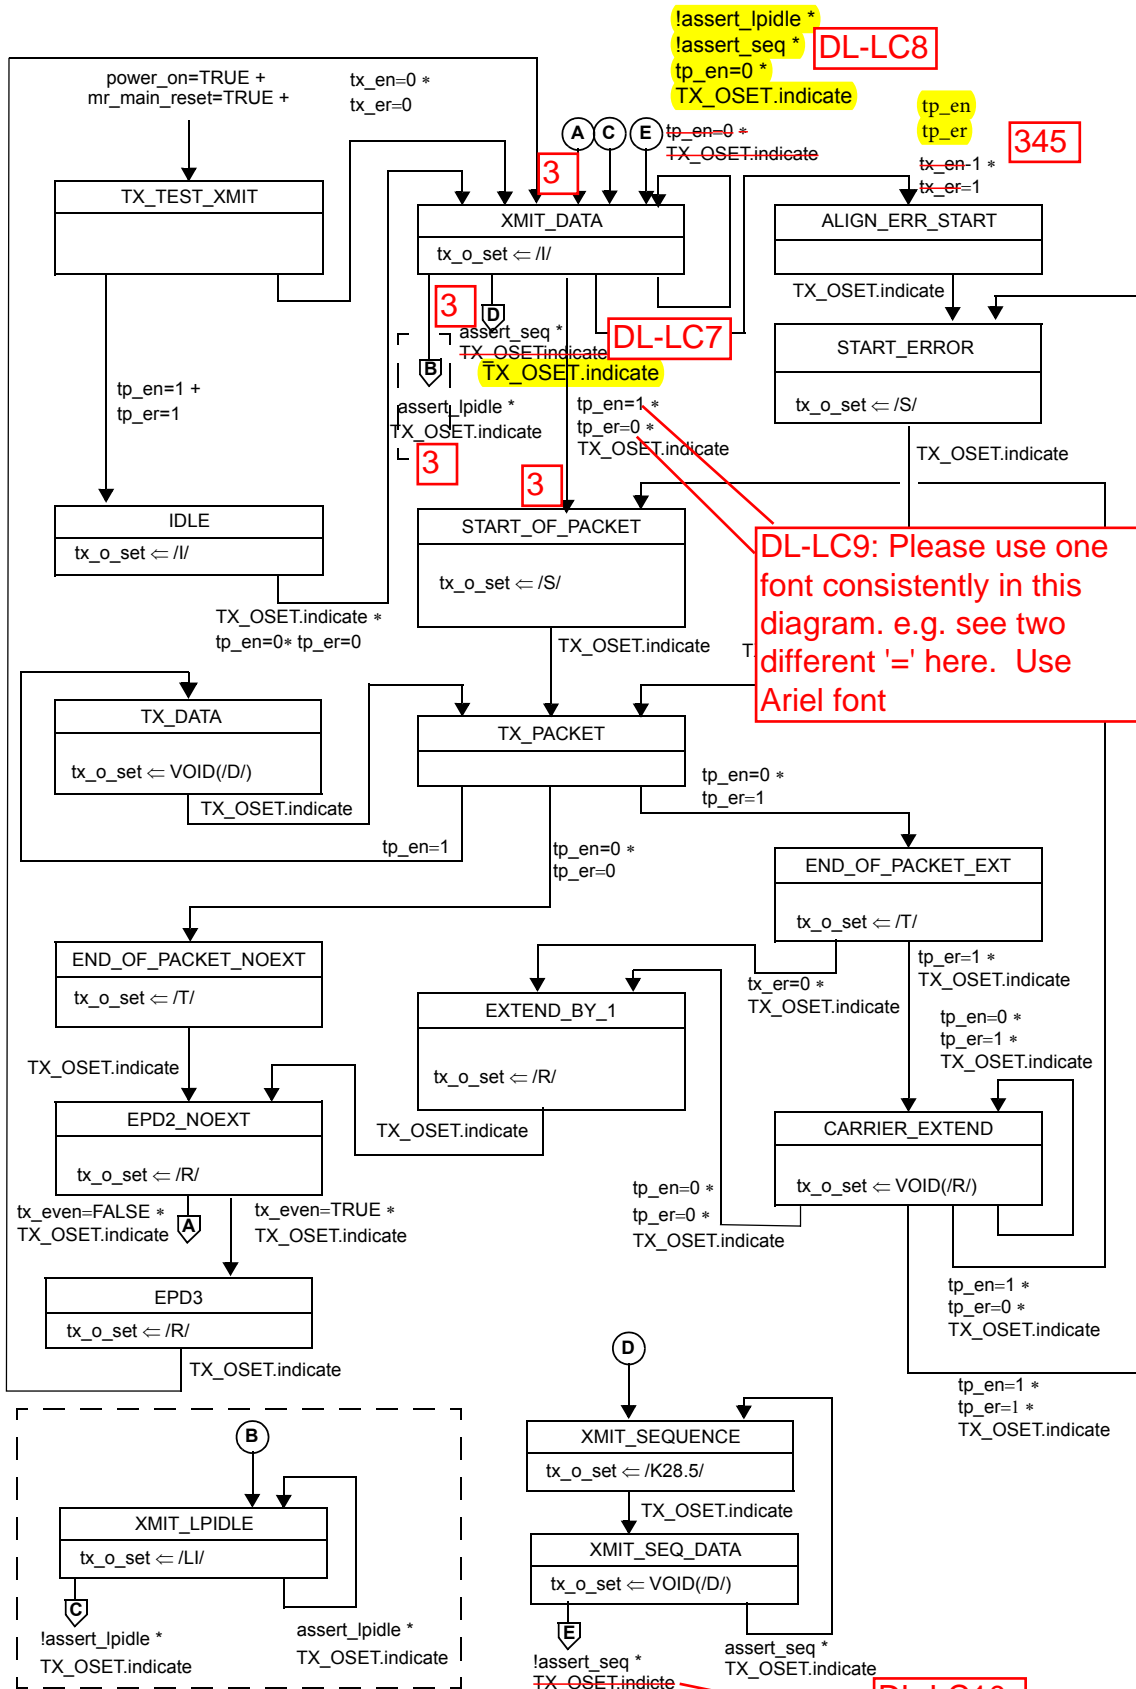 !assert_lpidle *
!assert_seq *
tp_en=0 *
TX_OSET.indicate
DL-LC8
power_on=TRUE +
mr_main_reset=TRUE +
tx_en=0 *
tx_er=0
A
C
E
tp_en=0 *
TX_OSET.indicate
tp_en
tp_er
345
tx_en-1 *
tx_er=1
3
TX_TEST_XMIT
XMIT_DATA
tx_o_set ⇐ /I/
ALIGN_ERR_START
TX_OSET.indicate
3
D
assert_seq *
TX_OSETindicate
TX_OSET.indicate
DL-LC7
B
assert_lpidle *
TX_OSET.indicate
3
START_ERROR
tx_o_set ⇐ /S/
TX_OSET.indicate
tp_en=1 +
tp_er=1
tp_en=1 *
tp_er=0 *
TX_OSET.indicate
3
IDLE
tx_o_set ⇐ /I/
START_OF_PACKET
tx_o_set ⇐ /S/
DL-LC9: Please use one
font consistently in this
diagram. e.g. see two
different '=' here. Use
Ariel font
TX_OSET.indicate *
tp_en=0* tp_er=0
TX_OSET.indicate
T
TX_DATA
tx_o_set ⇐ VOID(/D/)
TX_OSET.indicate
TX_PACKET
tp_en=0 *
tp_er=1
tp_en=1
tp_en=0 *
tp_er=0
END_OF_PACKET_EXT
tx_o_set ⇐ /T/
END_OF_PACKET_NOEXT
tx_o_set ⇐ /T/
tp_er=1 *
TX_OSET.indicate
tx_er=0 *
TX_OSET.indicate
EXTEND_BY_1
tx_o_set ⇐ /R/
tp_en=0 *
tp_er=1 *
TX_OSET.indicate
TX_OSET.indicate
EPD2_NOEXT
tx_o_set ⇐ /R/
TX_OSET.indicate
CARRIER_EXTEND
tx_o_set ⇐ VOID(/R/)
tx_even=FALSE *
TX_OSET.indicate
A
tx_even=TRUE *
TX_OSET.indicate
tp_en=0 *
tp_er=0 *
TX_OSET.indicate
EPD3
tx_o_set ⇐ /R/
TX_OSET.indicate
tp_en=1 *
tp_er=0 *
TX_OSET.indicate
D
tp_en=1 *
tp_er=1 *
TX_OSET.indicate
B
XMIT_SEQUENCE
tx_o_set ⇐ /K28.5/
TX_OSET.indicate
XMIT_LPIDLE
tx_o_set ⇐ /LI/
XMIT_SEQ_DATA
tx_o_set ⇐ VOID(/D/)
C
!assert_lpidle *
TX_OSET.indicate
assert_lpidle *
TX_OSET.indicate
E
!assert_seq *
TX_OSET.indicte
assert_seq *
TX_OSET.indicate
DL-LC10